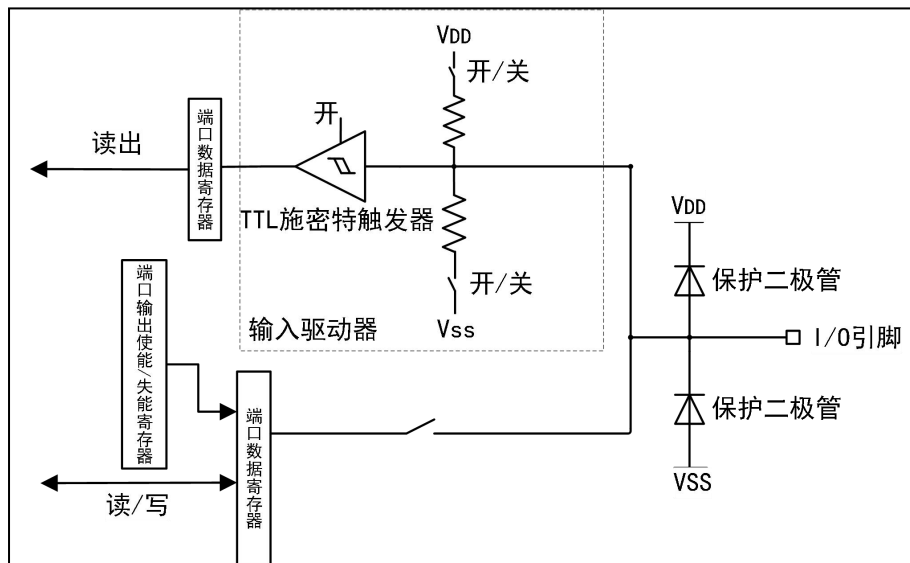 VDD
开/关
开
端口数据寄存器
读出
TTL施密特触发器
VDD
开/关
保护二极管
端口输出使能/失能寄存器
输入驱动器
VSS
I/O引脚
端口数据寄存器
保护二极管
读/写
VSS